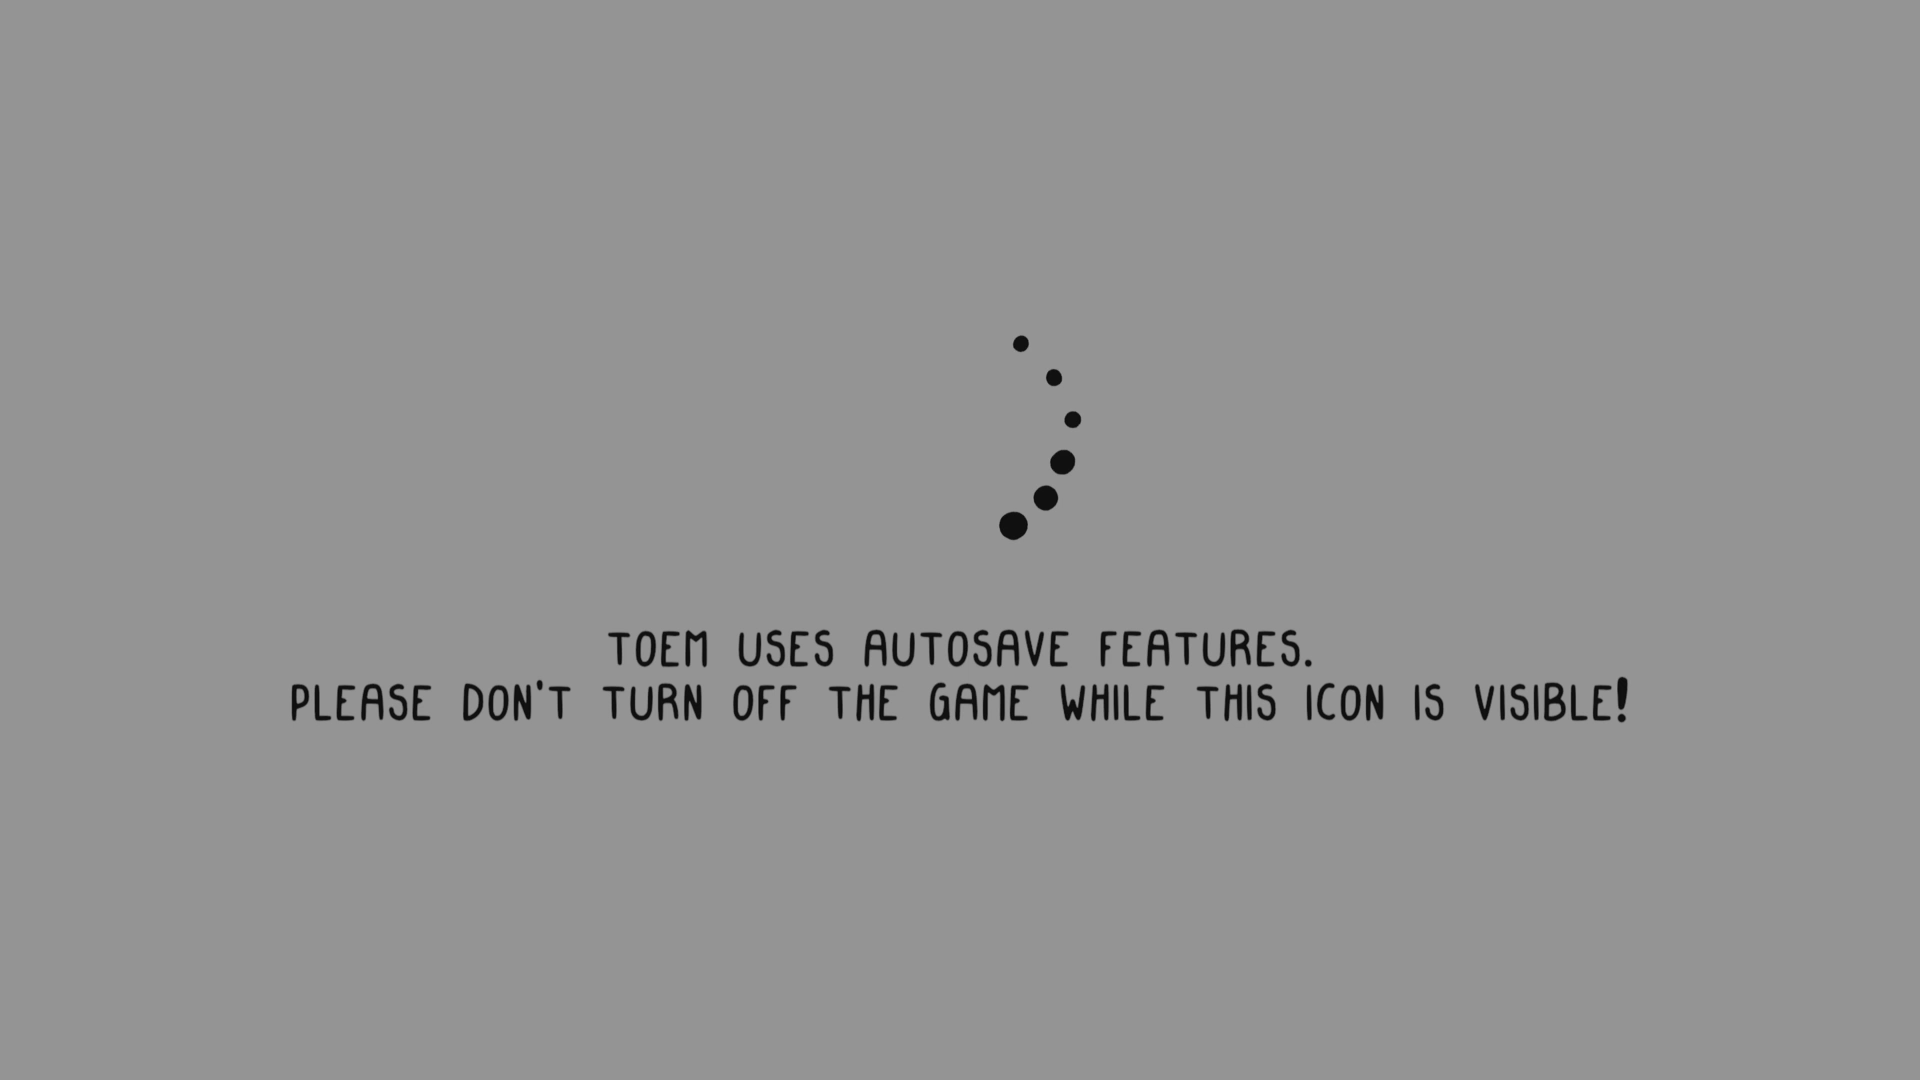 TOEM USES AUTOSAVE FEATURES.
PLEASE DON'T TURN OFF THE GAME WHILE THIS ICON IS VISIBLE!